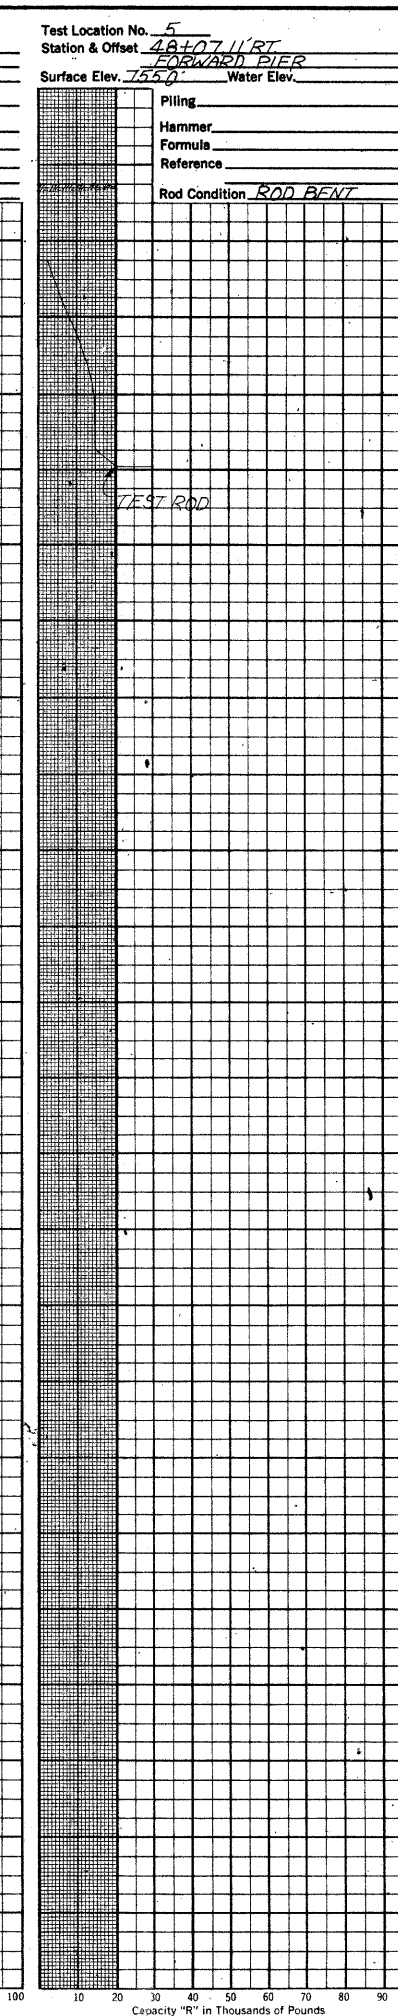 Test Location No. 5
Station & Offset 48+07 11' RT.
FORWARD PIER
Surface Elev. 755.0' Water Elev.
Piling
Hammer
Formula
Reference
Rod Condition ROD BENT
TEST ROD
100 10 20 30 40 50 60 70 80 90
Capacity "R" in Thousands of Pounds